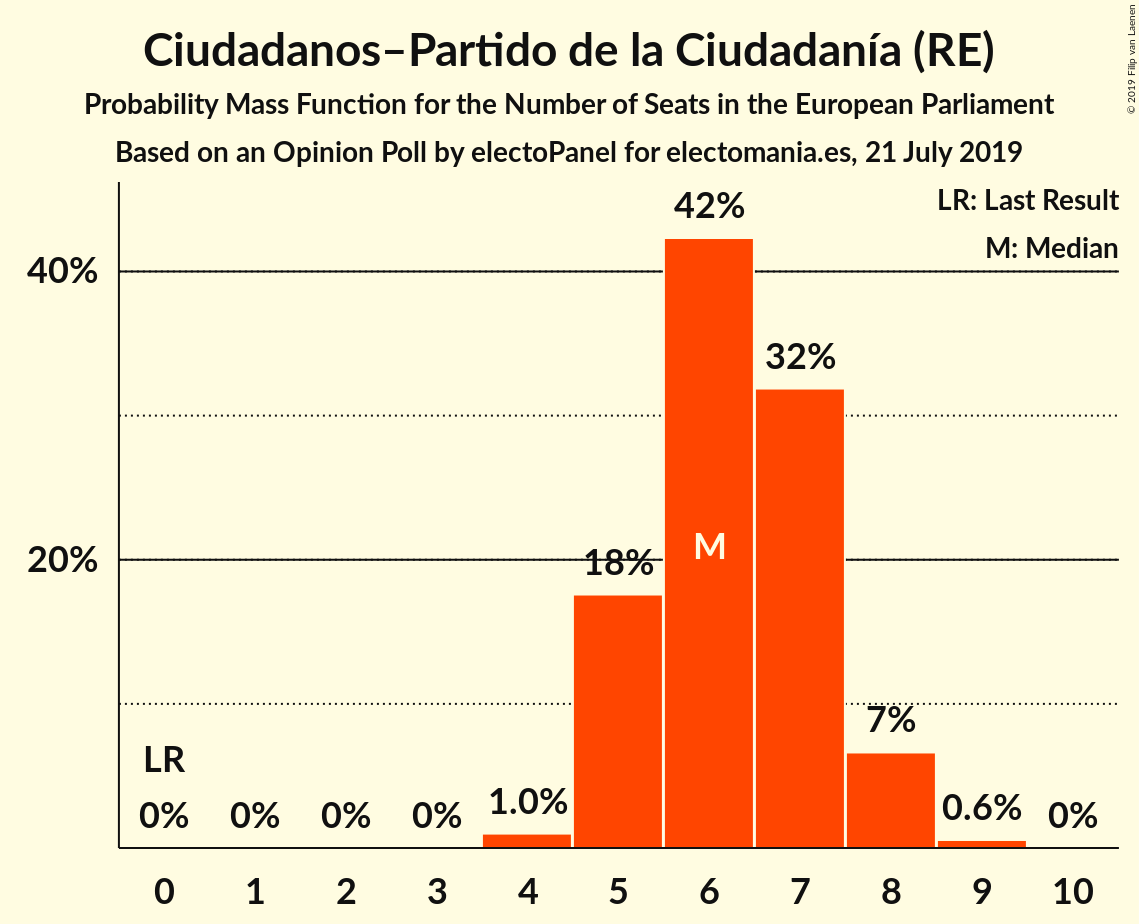 Ciudadanos–Partido de la Ciudadanía (RE)
Probability Mass Function for the Number of Seats in the European Parliament
Based on an Opinion Poll by electoPanel for electomania.es, 21 July 2019
© 2019 Filip van Laenen
LR: Last Result
M: Median
40%
20%
42%
32%
18%
M
7%
LR
0%
0%
0%
0%
1.0%
0.6%
0%
0 1 2 3 4 5 6 7 8 9 10